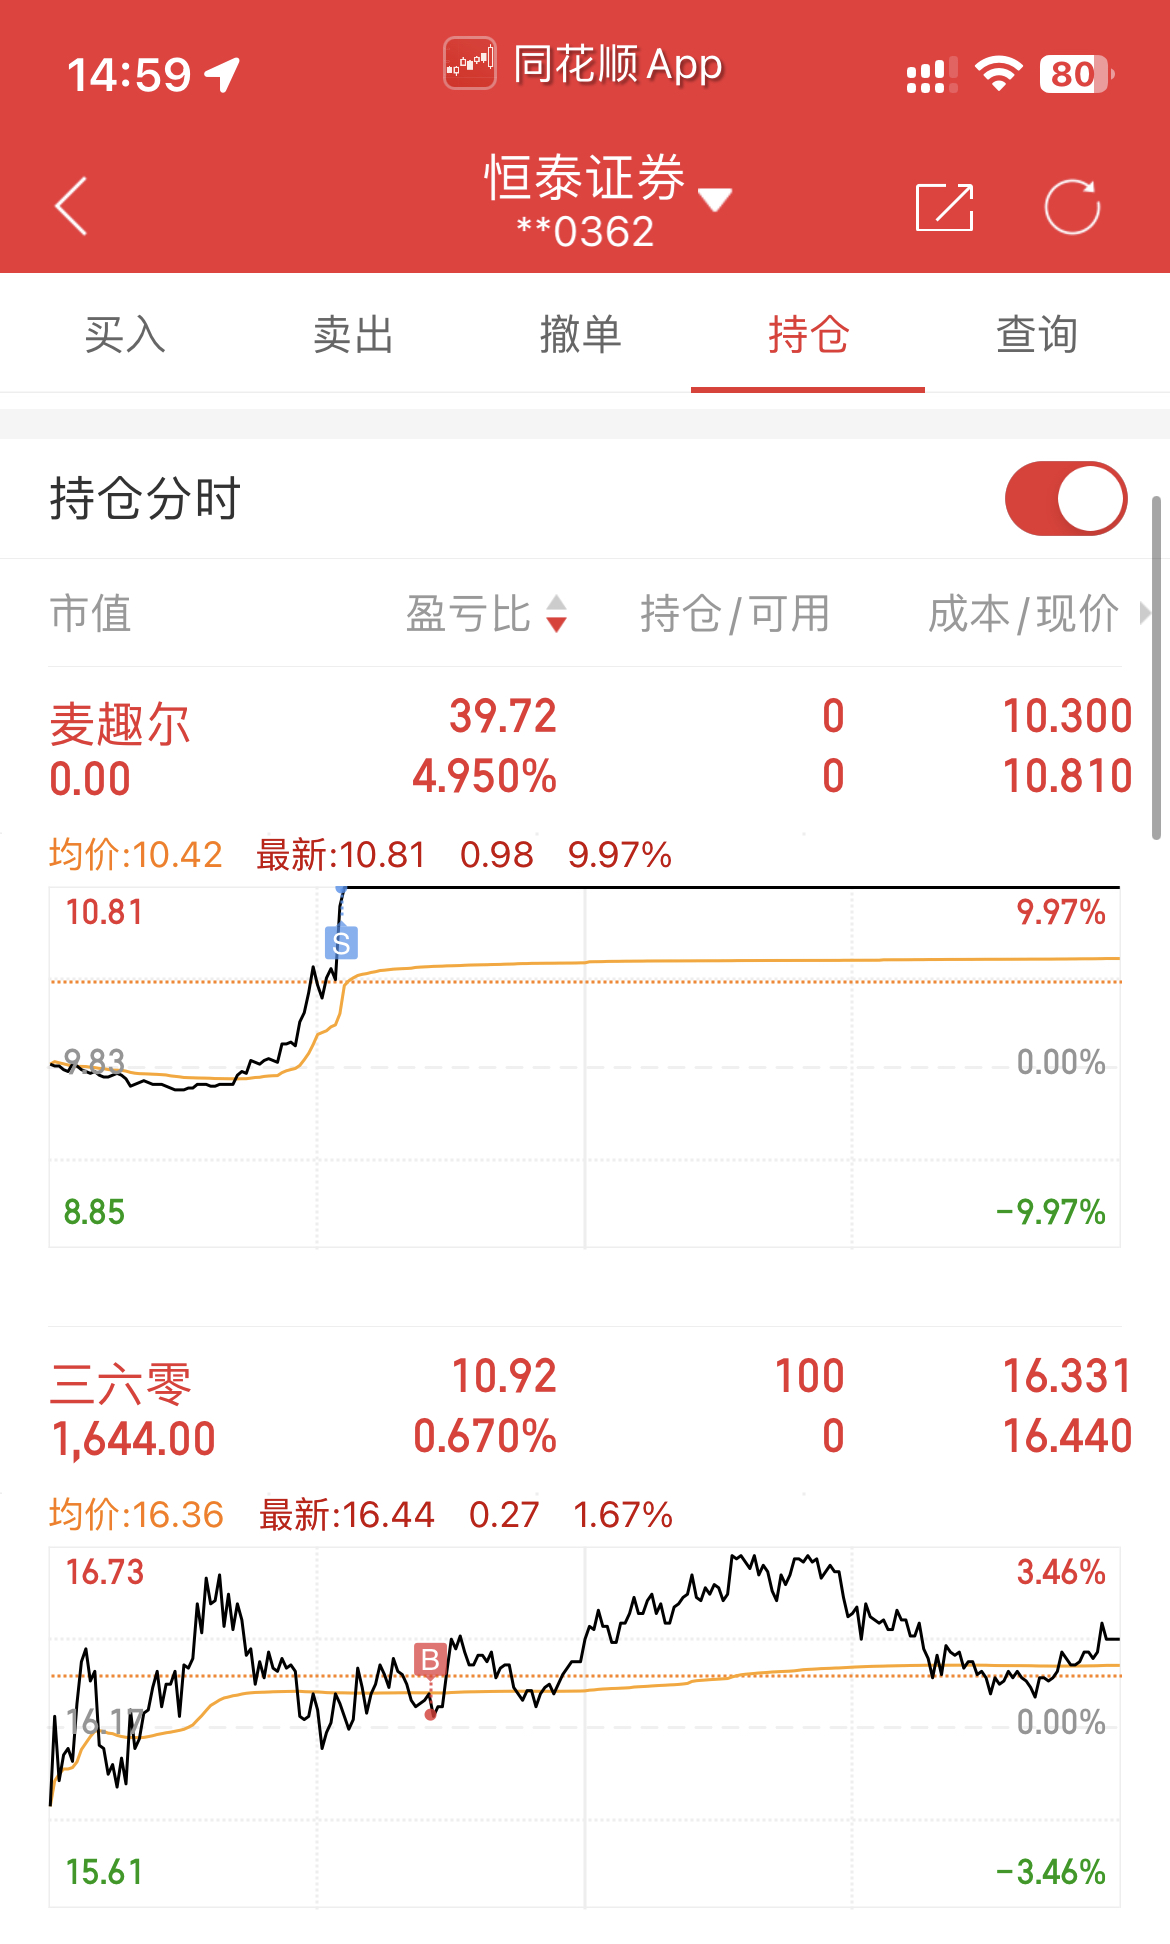 14:59 同花顺App 80
恒泰证券
**0362
买入 卖出 撤单 持仓 查询
持仓分时
市值 盈亏比 持仓/可用 成本/现价
麦趣尔 39.72 0 10.300
0.00 4.950% 0 10.810
均价:10.42 最新:10.81 0.98 9.97%
10.81 9.97%
S
9.83 0.00%
8.85 -9.97%
三六零 10.92 100 16.331
1,644.00 0.670% 0 16.440
均价:16.36 最新:16.44 0.27 1.67%
16.73 3.46%
B
16.17 0.00%
15.61 -3.46%